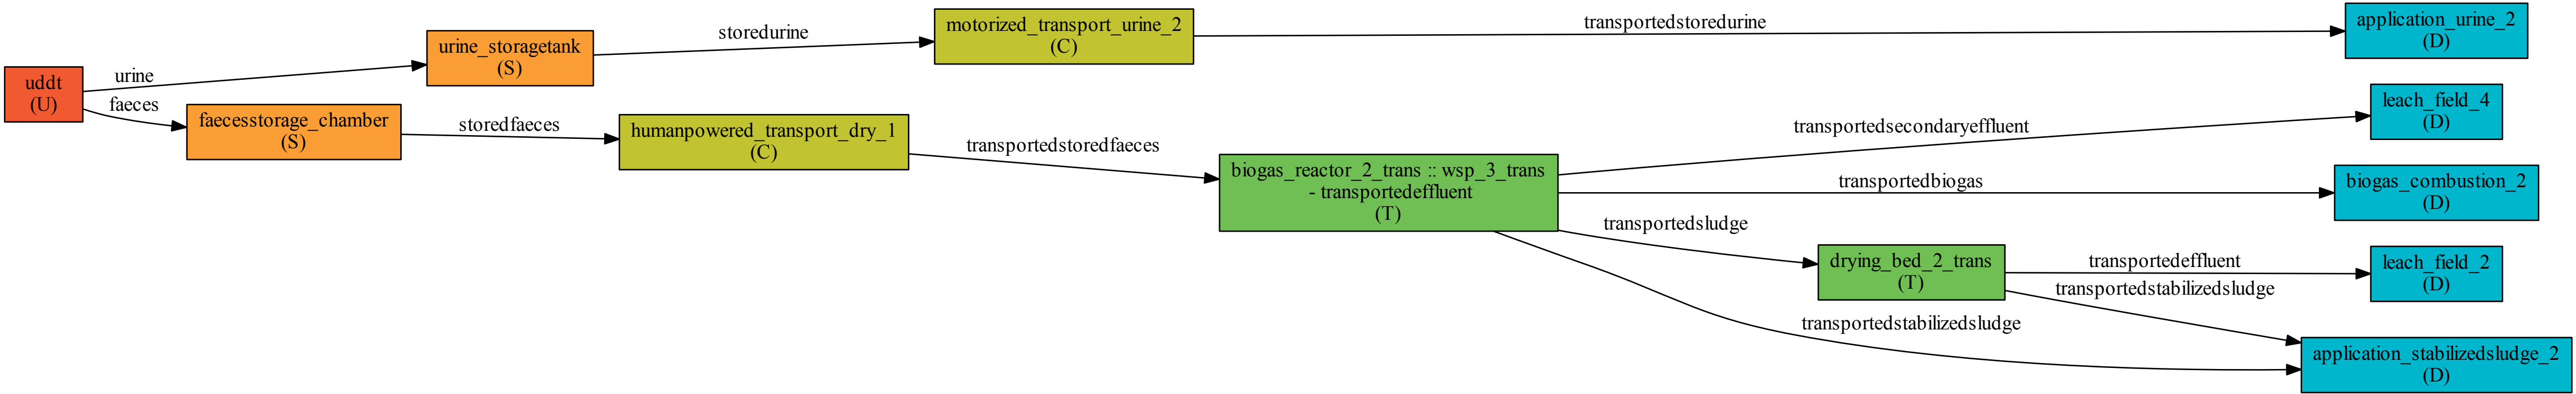 uddt
(U)
urine
faeces
urine_storagetank
(S)
faecesstorage_chamber
(S)
storedurine
storedfaeces
motorized_transport_urine_2
(C)
humanpowered_transport_dry_1
(C)
transportedstoredurine
transportedstoredfaeces
biogas_reactor_2_trans :: wsp_3_trans
- transportedeffluent
(T)
transportedsecondaryeffluent
transportedbiogas
transportedsludge
transportedstabilizedsludge
drying_bed_2_trans
(T)
transportedeffluent
transportedstabilizedsludge
application_urine_2
(D)
leach_field_4
(D)
biogas_combustion_2
(D)
leach_field_2
(D)
application_stabilizedsludge_2
(D)